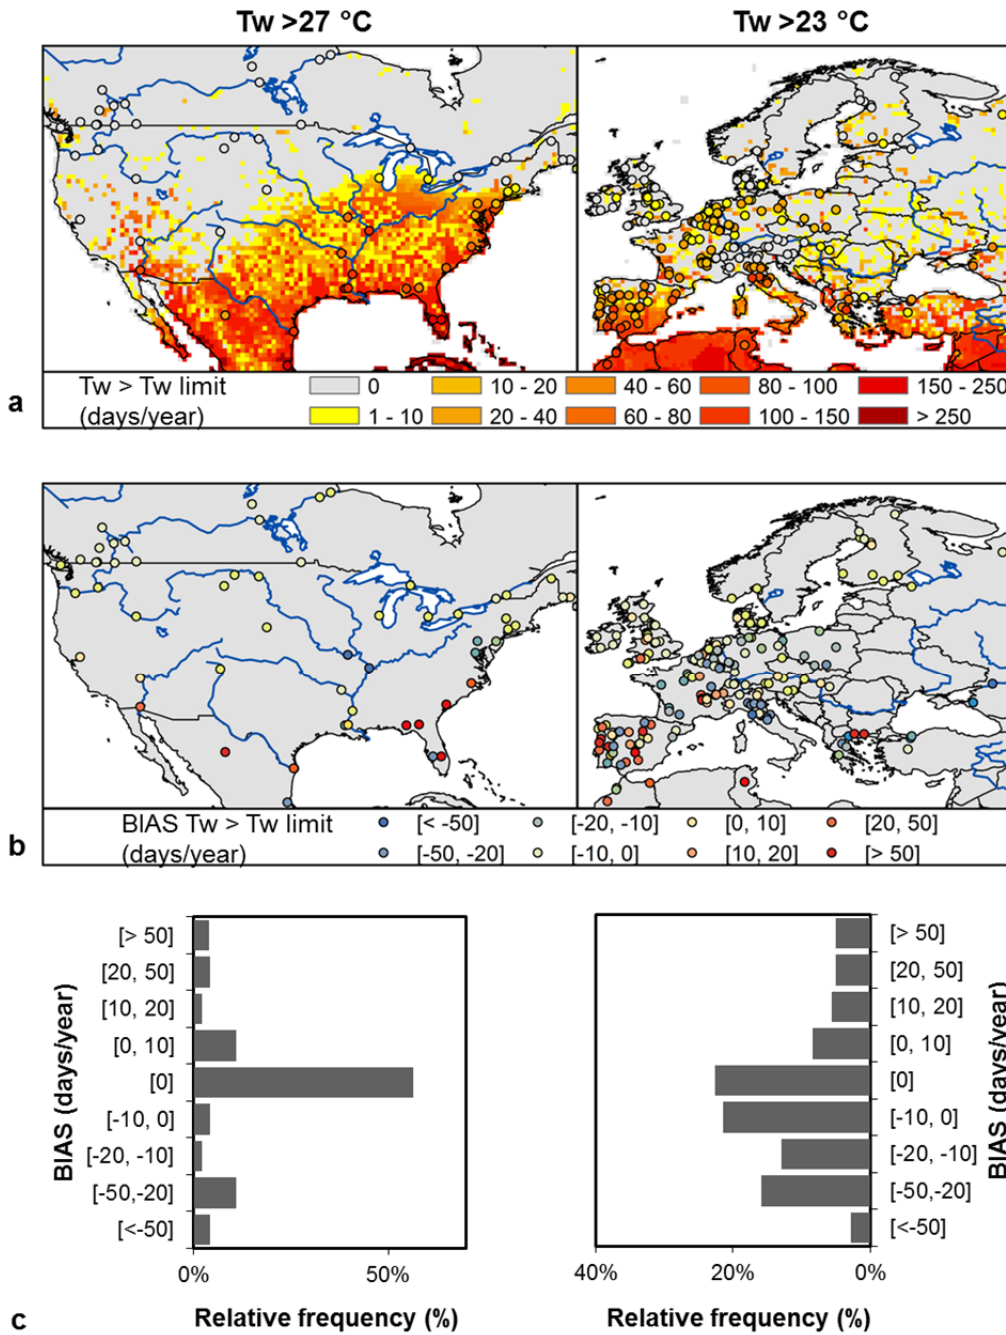 Tw >27 °C
Tw >23 °C
a
Tw > Tw limit
(days/year)
0
10 - 20
40 - 60
80 - 100
150 - 250
1 - 10
20 - 40
60 - 80
100 - 150
> 250
b
BIAS Tw > Tw limit
(days/year)
[< -50]
[-20, -10]
[0, 10]
[20, 50]
[-50, -20]
[-10, 0]
[10, 20]
[> 50]
BIAS (days/year)
[> 50]
[20, 50]
[10, 20]
[0, 10]
[0]
[-10, 0]
[-20, -10]
[-50,-20]
[<-50]
0%
50%
Relative frequency (%)
[> 50]
[20, 50]
[10, 20]
[0, 10]
[0]
[-10, 0]
[-20, -10]
[-50,-20]
[<-50]
BIAS (days/year)
40%
20%
0%
Relative frequency (%)
c